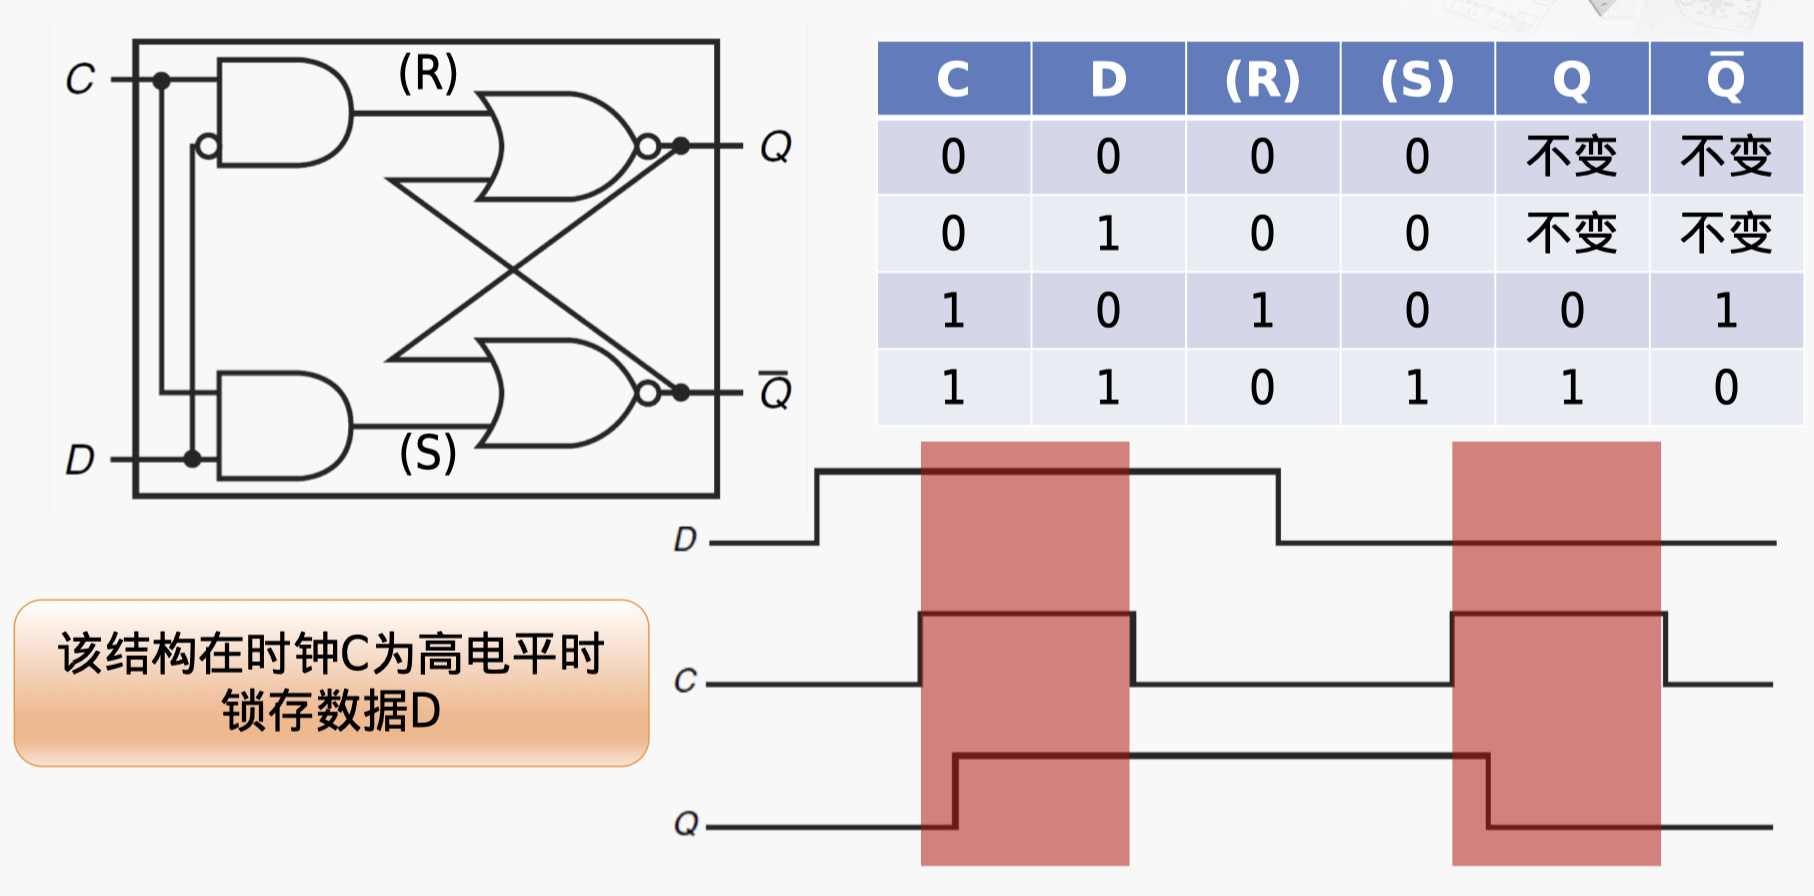 C
(R)
Q
Q̅
D
(S)
C D (R) (S) Q Q̅
0 0 0 0 不变 不变
0 1 0 0 不变 不变
1 0 1 0 0 1
1 1 0 1 1 0
该结构在时钟C为高电平时
锁存数据D
D
C
Q